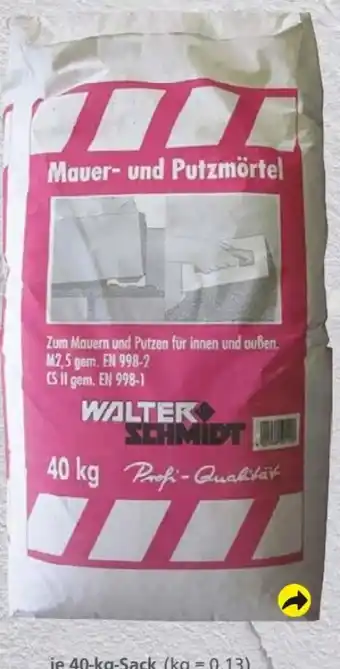 Mauer- und Putzmörtel
Zum Mauern und Putzen für innen und außen.
M2,5 gem. EN 998-2
CS II gem. EN 998-1
WALTER
SCHMIDT
40 kg Profi-Qualität
je 40-kg-Sack (kg = 0.13)